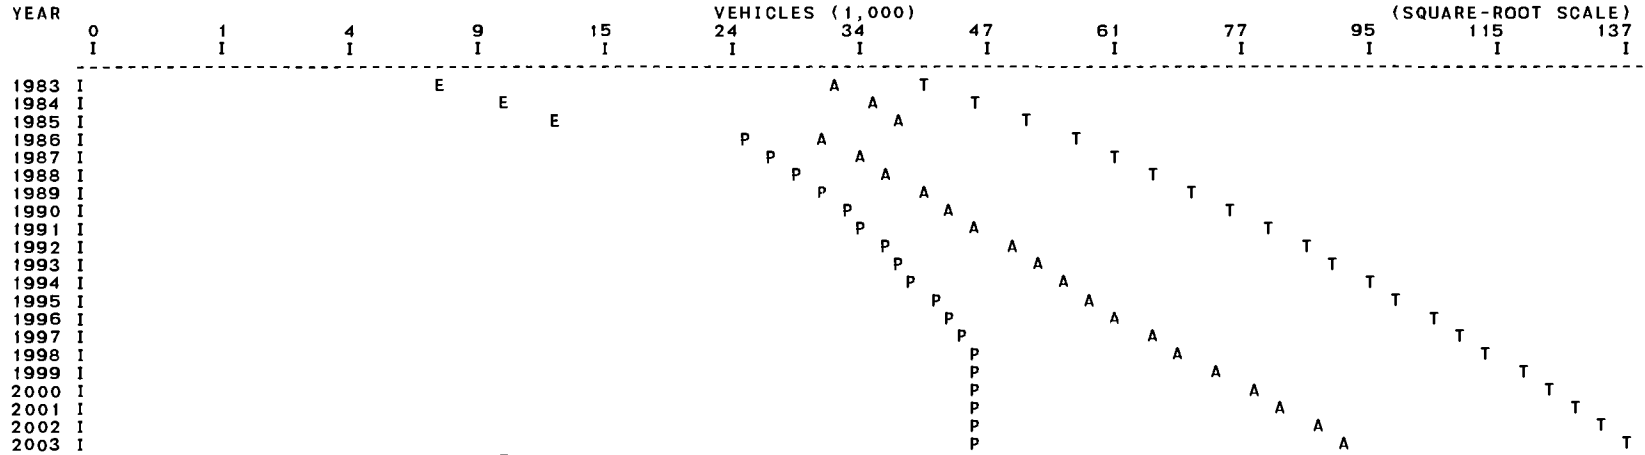 YEAR VEHICLES (1,000) (SQUARE-ROOT SCALE)
0 1 4 9 15 24 34 47 61 77 95 115 137
I I I I I I I I I I I I I
------------------------------------------------------------------------------------------------------------------------
1983 I E A T
1984 I E A T
1985 I E A T
1986 I P A T
1987 I P A T
1988 I P A T
1989 I P A T
1990 I P A T
1991 I P A T
1992 I P A T
1993 I P A T
1994 I P A T
1995 I P A T
1996 I P A T
1997 I P A T
1998 I P A T
1999 I P A T
2000 I P A T
2001 I P A T
2002 I P A T
2003 I P A T